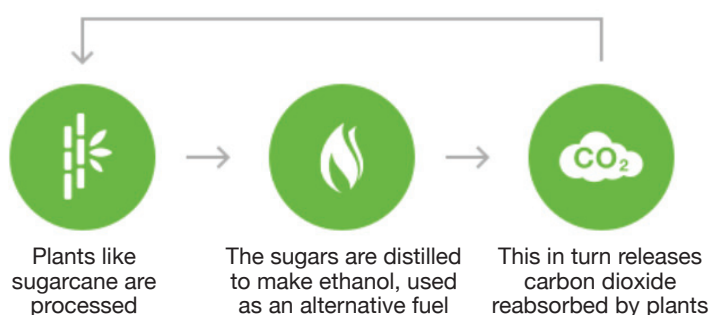 CO₂
Plants like
sugarcane are
processed
The sugars are distilled
to make ethanol, used
as an alternative fuel
This in turn releases
carbon dioxide
reabsorbed by plants